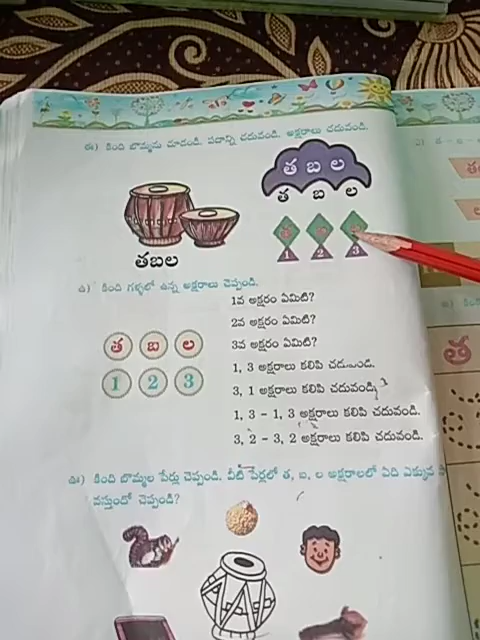 ఈ) కింది బొమ్మను చూడండి. పదాన్ని చదువండి. అక్షరాలు చదువండి.
త బ ల
త బ ల
తబల
త బ ల
1 2 3
ఉ) కింది గళ్ళలో ఉన్న అక్షరాలు చెప్పండి.
1వ అక్షరం ఏమిటి?
2వ అక్షరం ఏమిటి?
3వ అక్షరం ఏమిటి?
త బ ల
1 2 3
1, 3 అక్షరాలు కలిపి చదువండి.
3, 1 అక్షరాలు కలిపి చదువండి.
1, 3 - 1, 3 అక్షరాలు కలిపి చదువండి.
3, 2 - 3, 2 అక్షరాలు కలిపి చదువండి.
ఊ) కింది బొమ్మల పేర్లు చెప్పండి. వీటి పేర్లలో త, బ, ల అక్షరాలలో ఏది ఎక్కువ
వస్తుందో చెప్పండి?
త